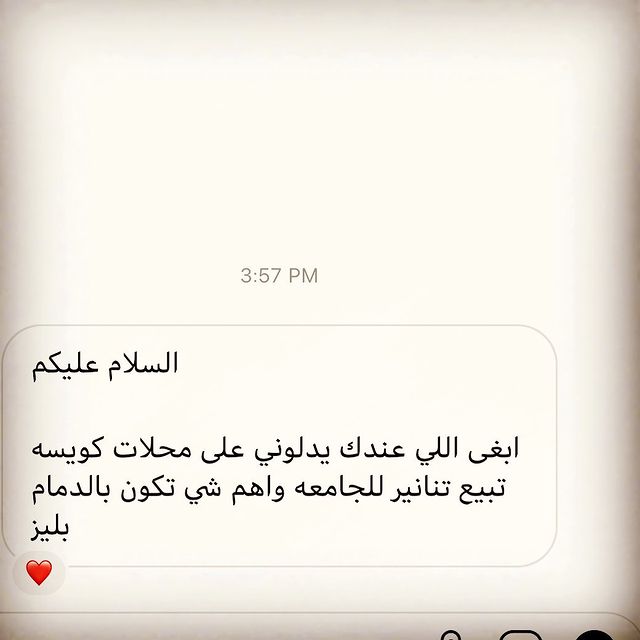 3:57 PM
السلام عليكم
ابغى اللي عندك يدلوني على محلات كويسه
تبيع تنانير للجامعه واهم شي تكون بالدمام
بليز